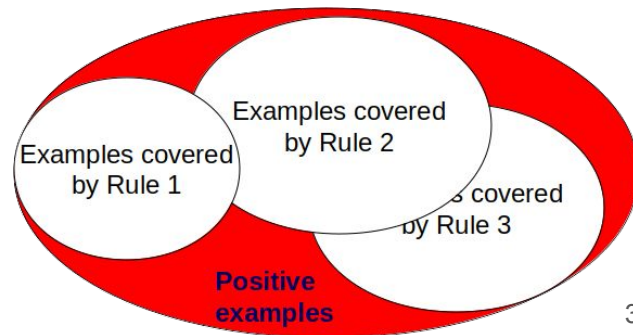 Examples covered
by Rule 2
Examples covered
by Rule 1
covered
by Rule 3
Positive
examples
3